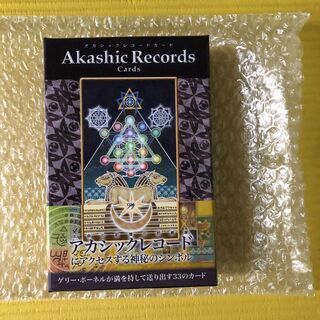 アカシックレコードカード
Akashic Records
Cards
アカシックレコード
にアクセスする神秘のシンボル
ゲリー・ボーネルが満を持して送り出す33のカード